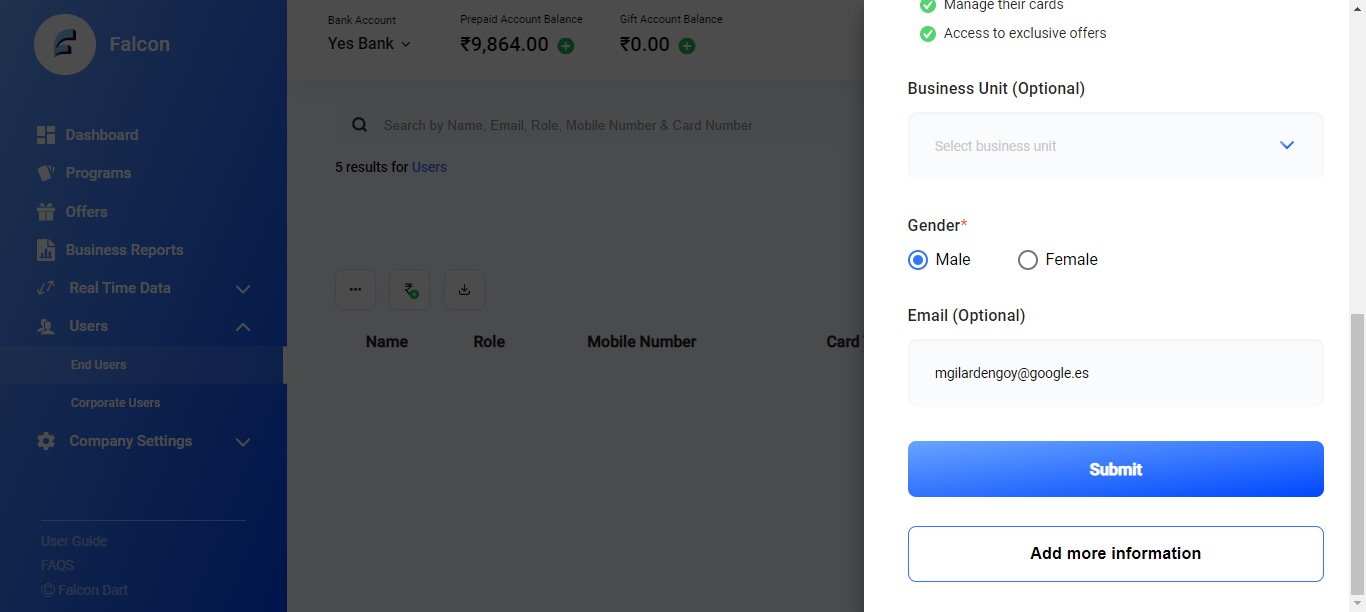 Falcon
Dashboard
Programs
Offers
Business Reports
Real Time Data
Users
End Users
Corporate Users
Company Settings
User Guide
FAQS
© Falcon Dart
Bank Account
Yes Bank
Prepaid Account Balance
₹9,864.00
Gift Account Balance
₹0.00
Search by Name, Email, Role, Mobile Number & Card Number
5 results for Users
Name Role Mobile Number Card
Manage their cards
Access to exclusive offers
Business Unit (Optional)
Select business unit
Gender*
Male Female
Email (Optional)
mgilardengoy@google.es
Submit
Add more information